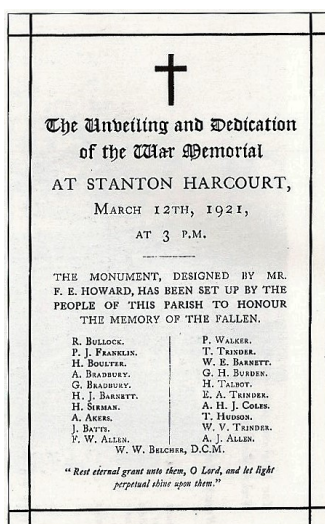 The Unveiling and Dedication
of the War Memorial
AT STANTON HARCOURT,
MARCH 12TH, 1921,
AT 3 P.M.
THE MONUMENT, DESIGNED BY MR.
F. E. HOWARD, HAS BEEN SET UP BY THE
PEOPLE OF THIS PARISH TO HONOUR
THE MEMORY OF THE FALLEN.
R. BULLOCK.
P. J. FRANKLIN.
H. BOULTER.
A. BRADBURY.
G. BRADBURY.
H. J. BARNETT.
H. SIRMAN.
A. AKERS.
J. BATTS.
F. W. ALLEN.
P. WALKER.
T. TRINDER.
W. E. BARNETT.
G. H. BURDEN.
H. TALBOT.
E. A. TRINDER.
A. H. J. COLES.
T. HUDSON.
W. V. TRINDER.
A. J. ALLEN.
W. W. BELCHER, D.C.M.
"Rest eternal grant unto them, O Lord, and let light
perpetual shine upon them."